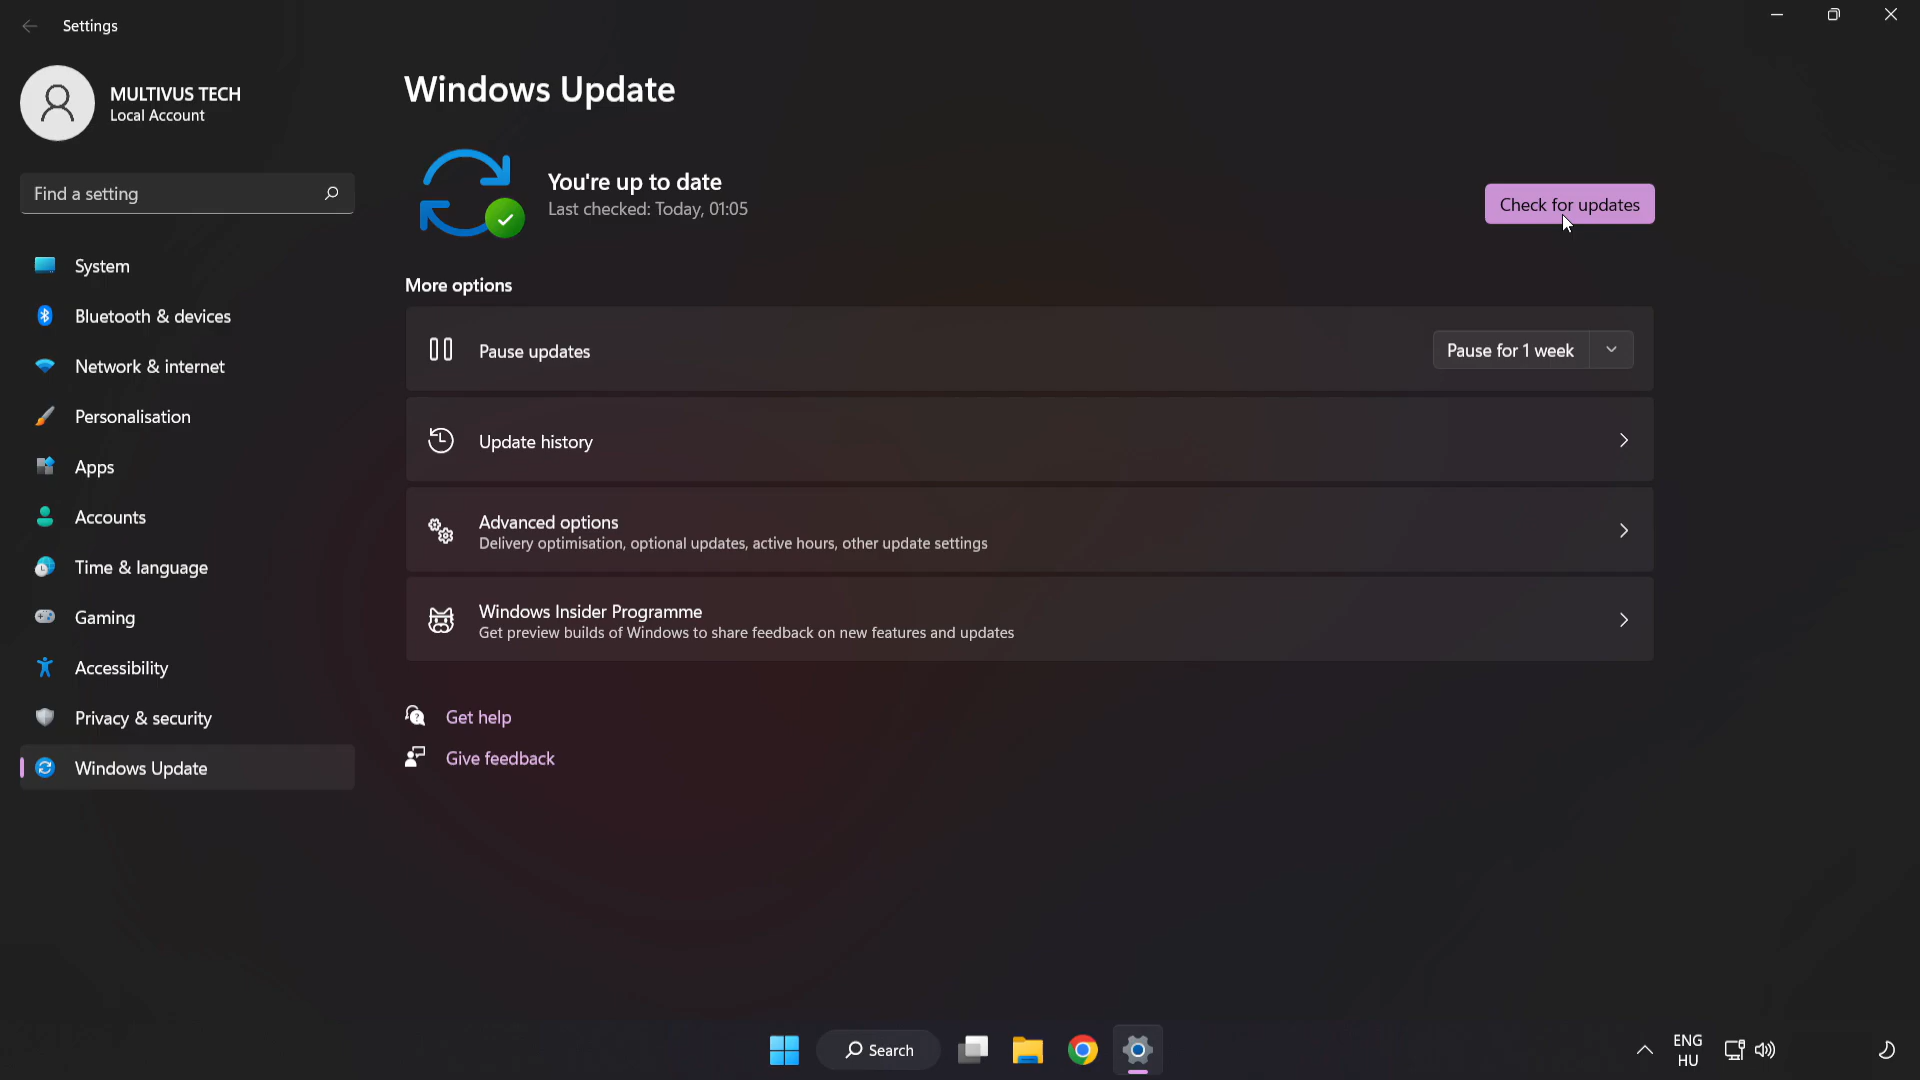 Settings
MULTIVUS TECH
Local Account
Find a setting
System
Bluetooth & devices
Network & internet
Personalisation
Apps
Accounts
Time & language
Gaming
Accessibility
Privacy & security
Windows Update
Windows Update
You're up to date
Last checked: Today, 01:05
Check for updates
More options
Pause updates
Pause for 1 week
Update history
Advanced options
Delivery optimisation, optional updates, active hours, other update settings
Windows Insider Programme
Get preview builds of Windows to share feedback on new features and updates
Get help
Give feedback
Search
ENG
HU